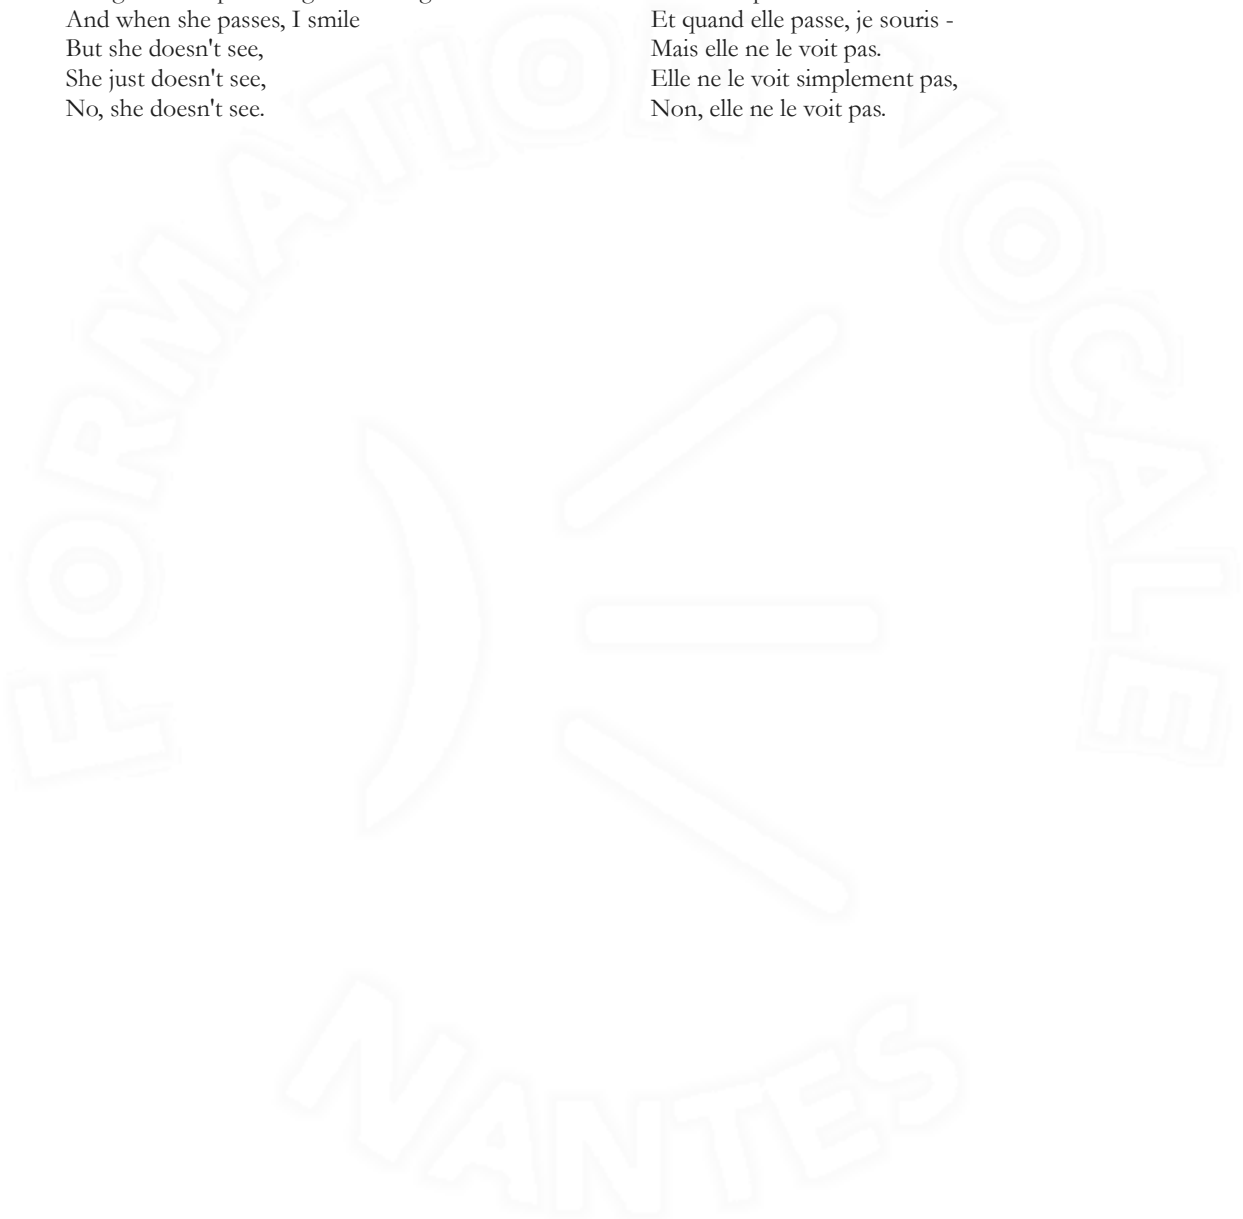 And when she passes, I smile
But she doesn't see,
She just doesn't see,
No, she doesn't see.
Et quand elle passe, je souris -
Mais elle ne le voit pas.
Elle ne le voit simplement pas,
Non, elle ne le voit pas.
FORMATION VOCALE
NANTES